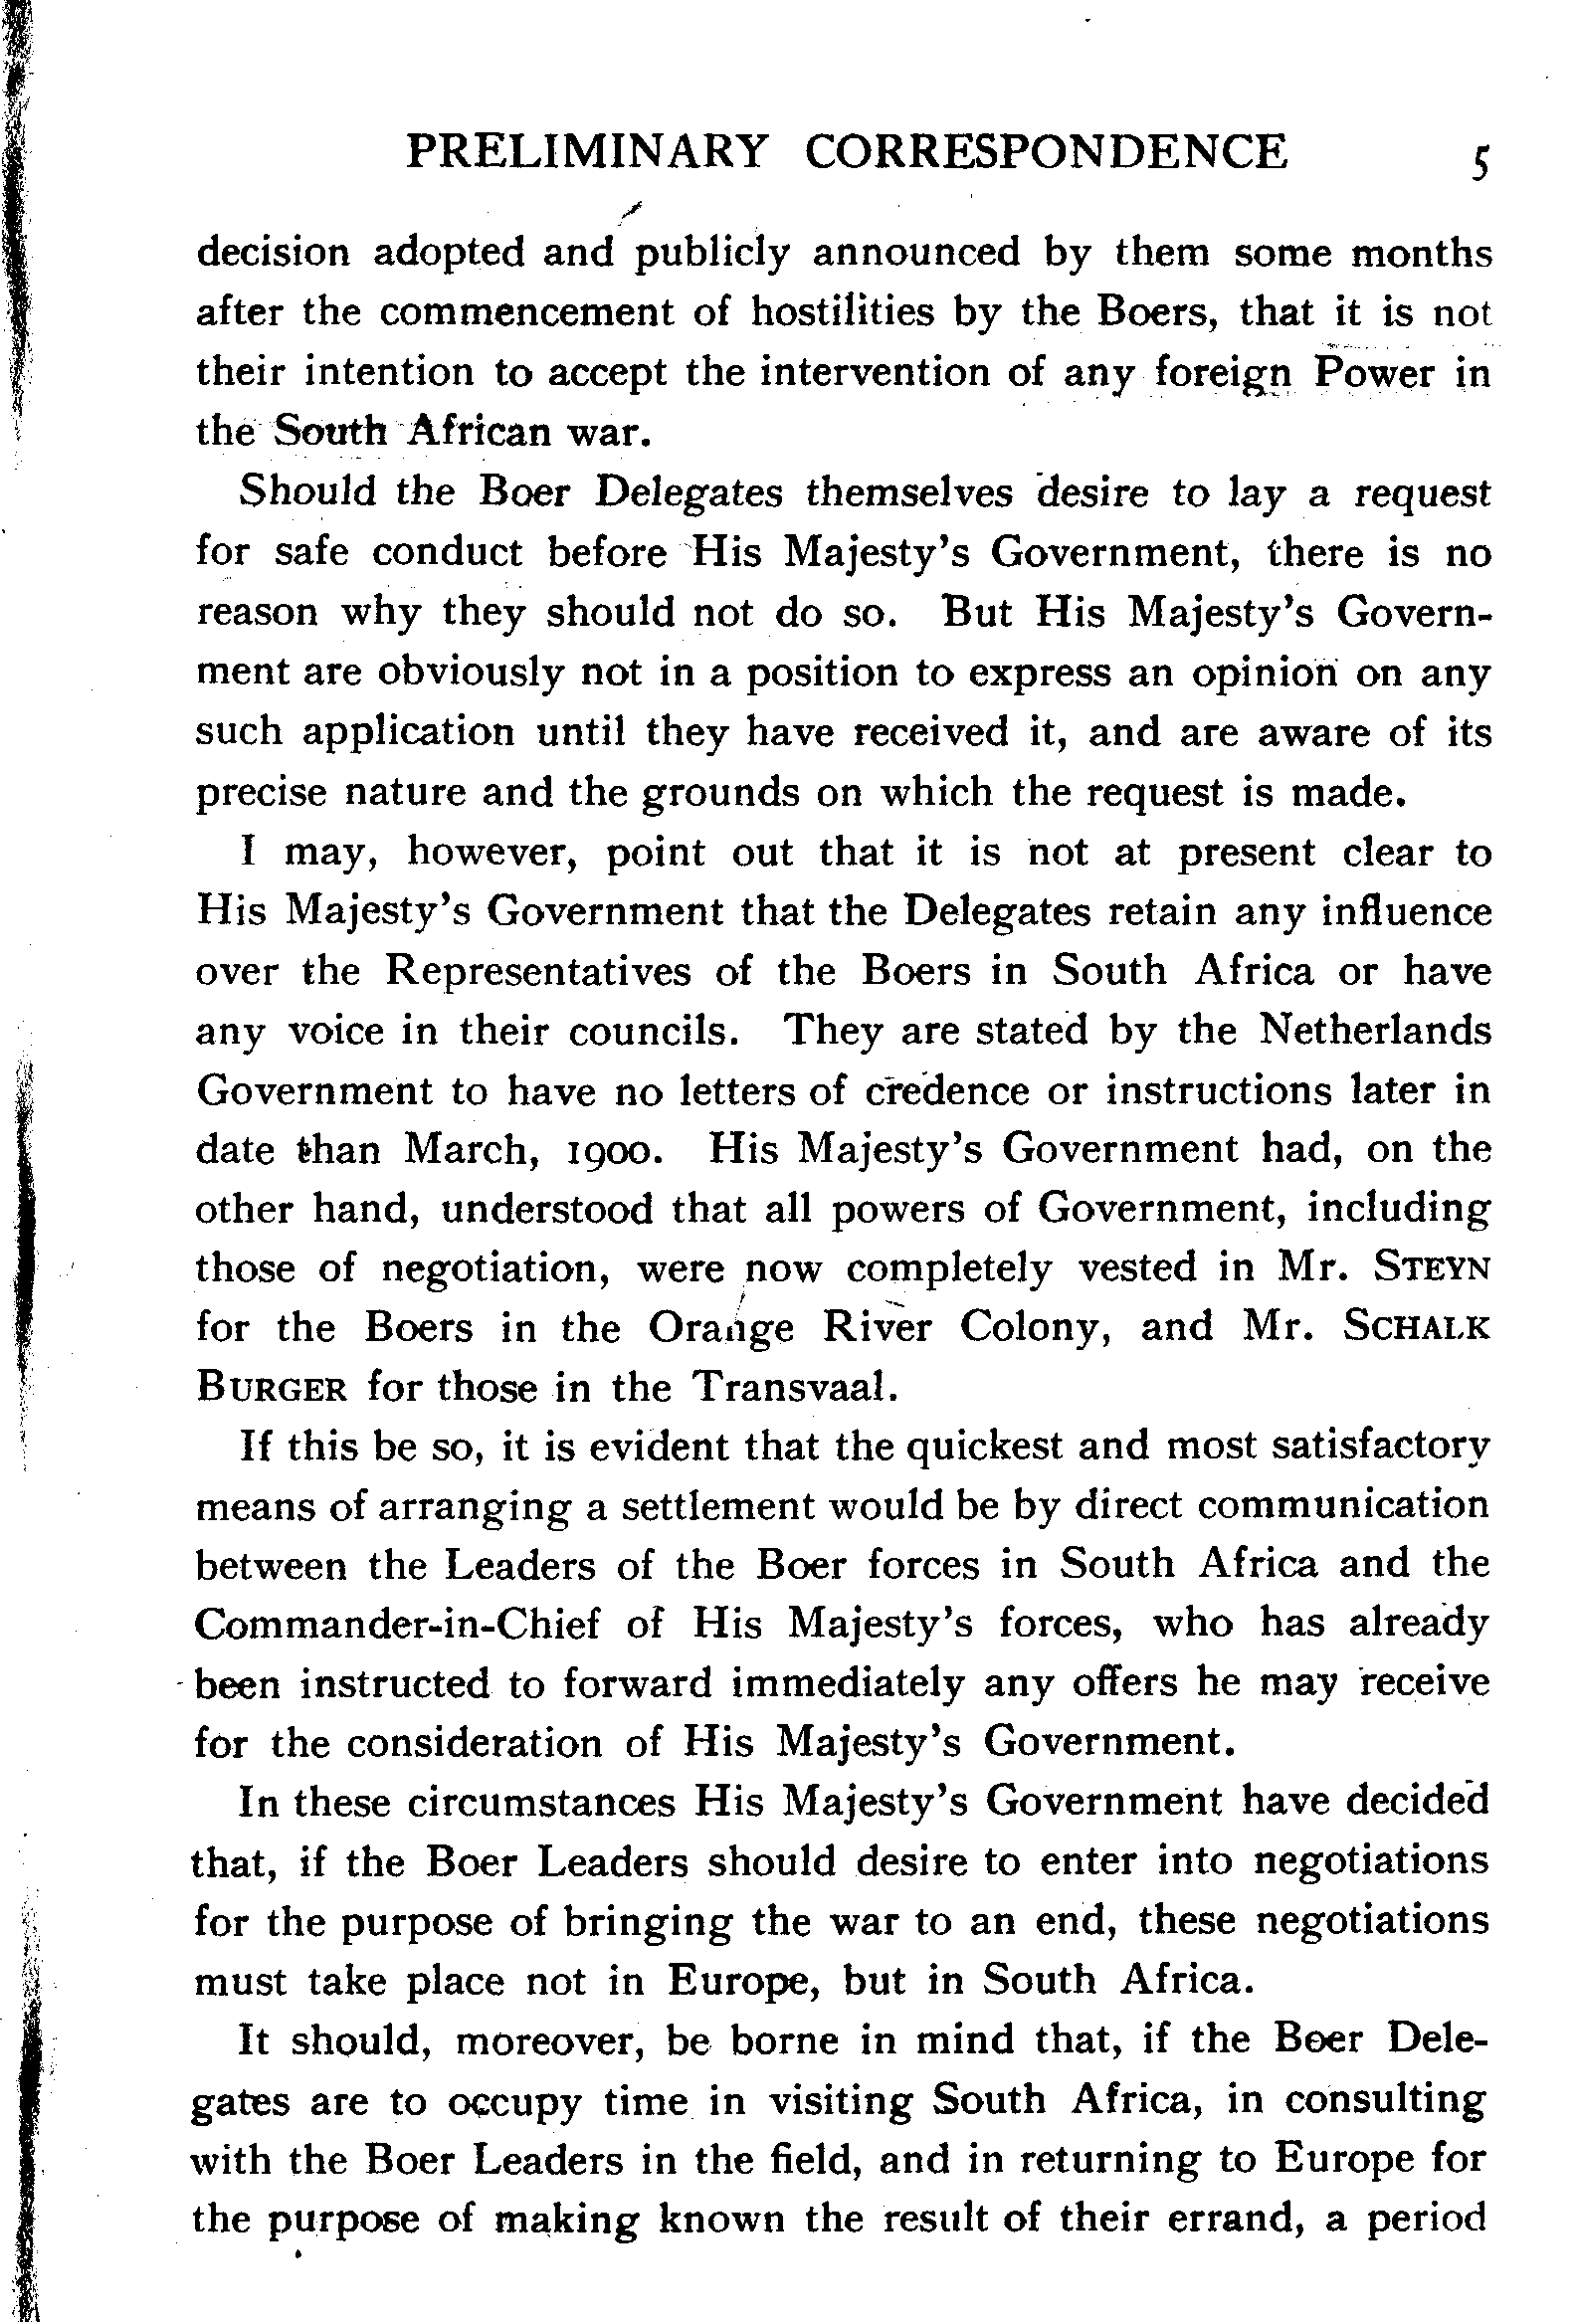 PRELIMINARY CORRESPONDENCE 5
decision adopted and publicly announced by them some months
after the commencement of hostilities by the Boers, that it is not
their intention to accept the intervention of any foreign Power in
the South African war.
Should the Boer Delegates themselves desire to lay a request
for safe conduct before His Majesty's Government, there is no
reason why they should not do so. But His Majesty's Govern-
ment are obviously not in a position to express an opinion on any
such application until they have received it, and are aware of its
precise nature and the grounds on which the request is made.
I may, however, point out that it is not at present clear to
His Majesty's Government that the Delegates retain any influence
over the Representatives of the Boers in South Africa or have
any voice in their councils. They are stated by the Netherlands
Government to have no letters of credence or instructions later in
date than March, 1900. His Majesty's Government had, on the
other hand, understood that all powers of Government, including
those of negotiation, were now completely vested in Mr. STEYN
for the Boers in the Orange River Colony, and Mr. SCHALK
BURGER for those in the Transvaal.
If this be so, it is evident that the quickest and most satisfactory
means of arranging a settlement would be by direct communication
between the Leaders of the Boer forces in South Africa and the
Commander-in-Chief of His Majesty's forces, who has already
been instructed to forward immediately any offers he may receive
for the consideration of His Majesty's Government.
In these circumstances His Majesty's Government have decided
that, if the Boer Leaders should desire to enter into negotiations
for the purpose of bringing the war to an end, these negotiations
must take place not in Europe, but in South Africa.
It should, moreover, be borne in mind that, if the Boer Dele-
gates are to occupy time in visiting South Africa, in consulting
with the Boer Leaders in the field, and in returning to Europe for
the purpose of making known the result of their errand, a period